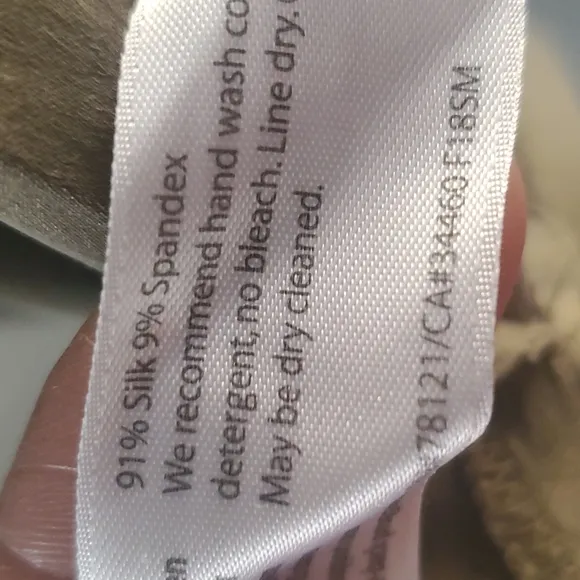 91% Silk 9% Spandex
We recommend hand wash co
detergent, no bleach. Line dry.
May be dry cleaned.
78121/CA#34460 F18SM
en